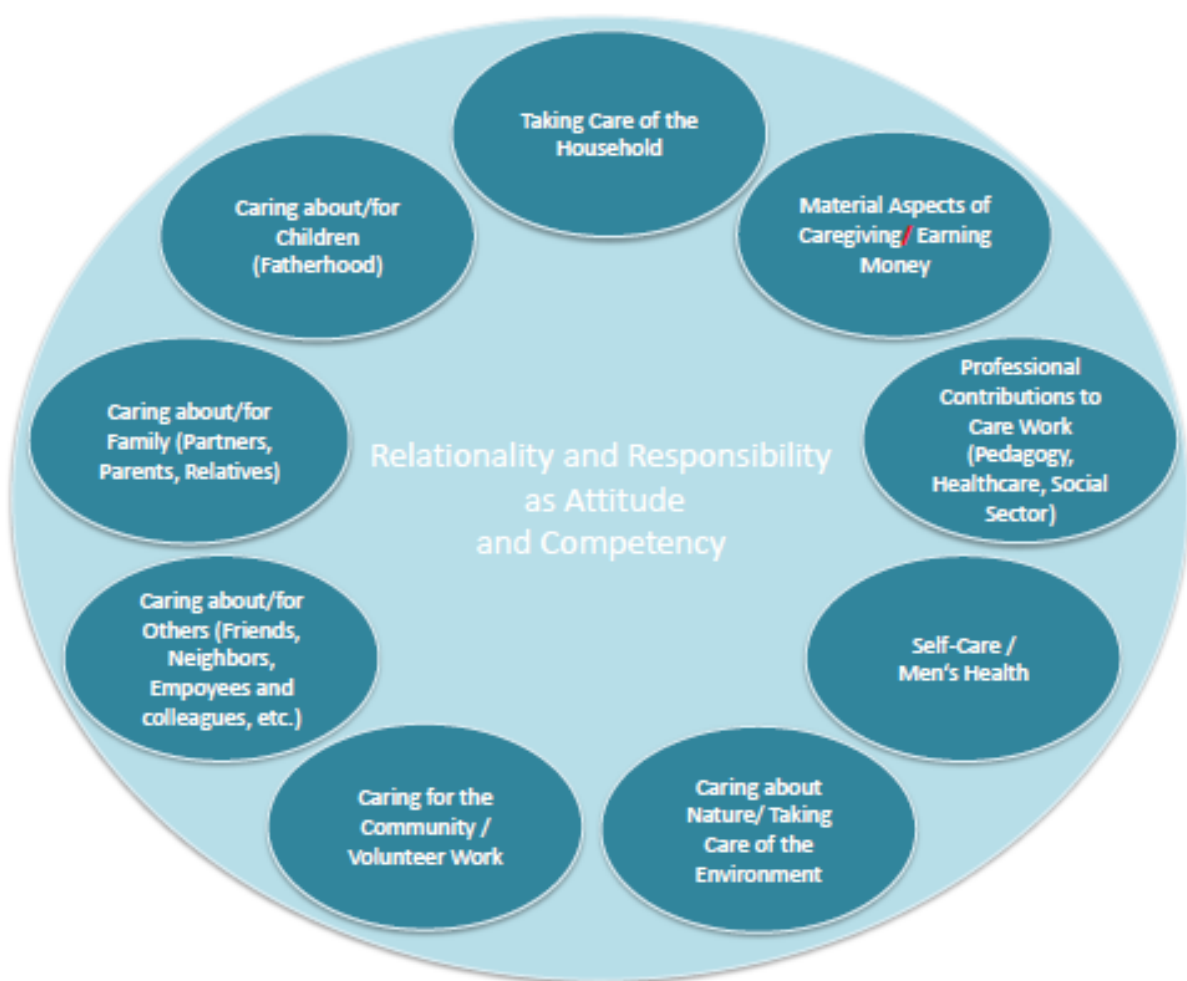 Taking Care of the
Household
Material Aspects of
Caregiving/ Earning
Money
Professional
Contributions to
Care Work
(Pedagogy,
Healthcare, Social
Sector)
Self-Care /
Men‘s Health
Caring about
Nature/ Taking
Care of the
Environment
Caring for the
Community /
Volunteer Work
Caring about/for
Others (Friends,
Neighbors,
Empoyees and
colleagues, etc.)
Caring about/for
Family (Partners,
Parents, Relatives)
Caring about/for
Children
(Fatherhood)
Relationality and Responsibility
as Attitude
and Competency